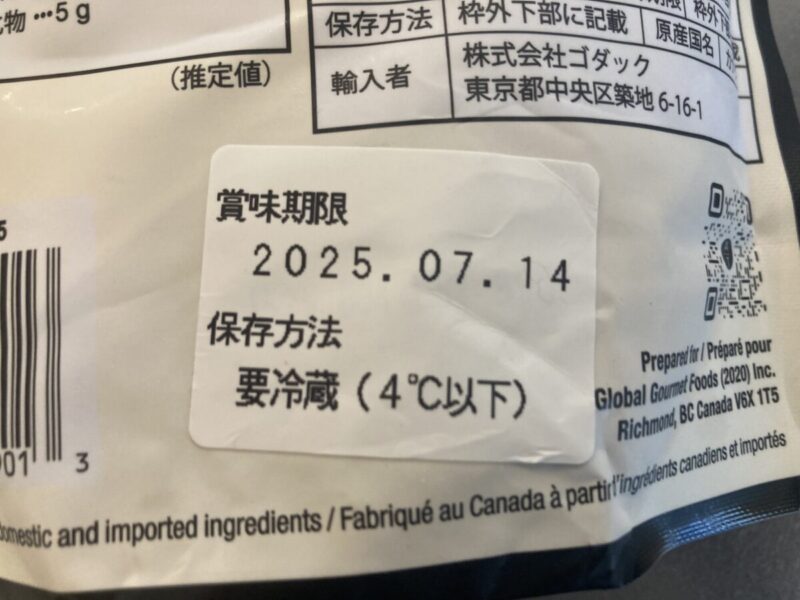 物 …5 g
(推定値)
保存方法 枠外下部に記載 原産国名
輸入者 株式会社ゴダック
東京都中央区築地 6-16-1
賞味期限
2025.07.14
保存方法
要冷蔵(4℃以下)
5
01 3
Prepared for / Préparé pour
Global Gourmet Foods (2020) Inc.
Richmond, BC Canada V6X 1T5
domestic and imported ingredients / Fabriqué au Canada à partir d'ingrédients canadiens et importés